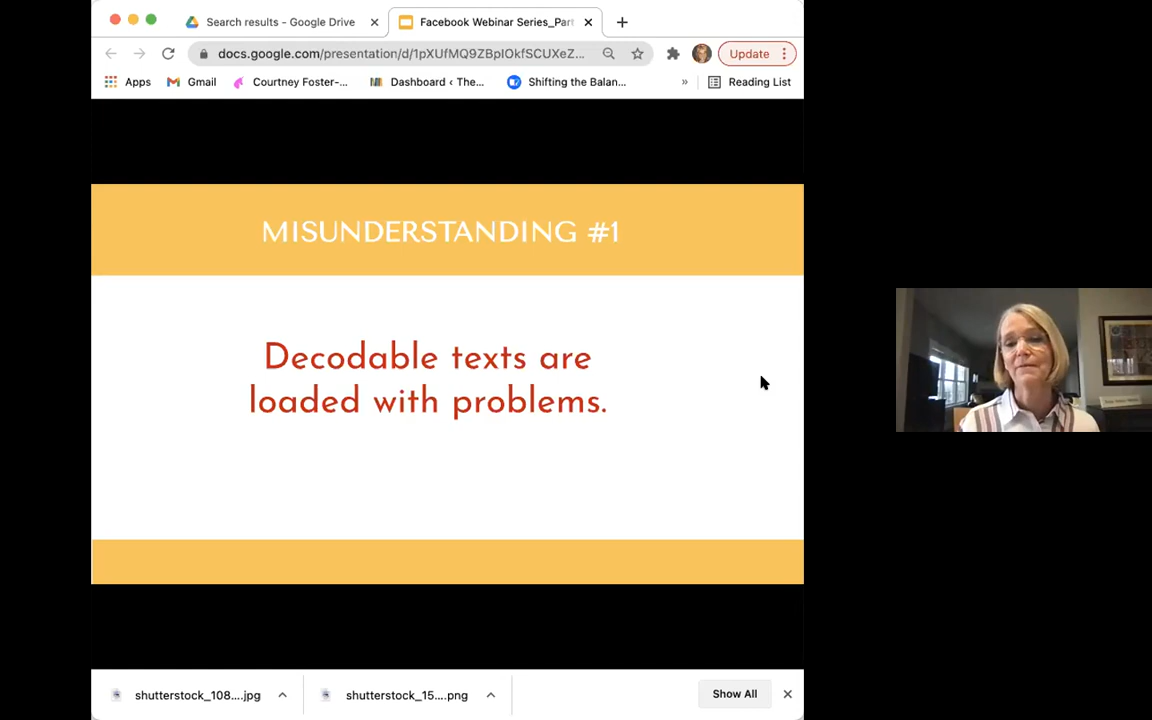 Search results - Google Drive
Facebook Webinar Series_Part
docs.google.com/presentation/d/1pXUfMQ9ZBpIOkfSCUXeZ...
Update
Apps
Gmail
Courtney Foster-...
Dashboard ‹ The...
Shifting the Balan...
»
Reading List
MISUNDERSTANDING #1
Decodable texts are
loaded with problems.
shutterstock_108....jpg
shutterstock_15....png
Show All